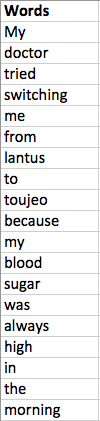 Words
My
doctor
tried
switching
me
from
lantus
to
toujeo
because
my
blood
sugar
was
always
high
in
the
morning